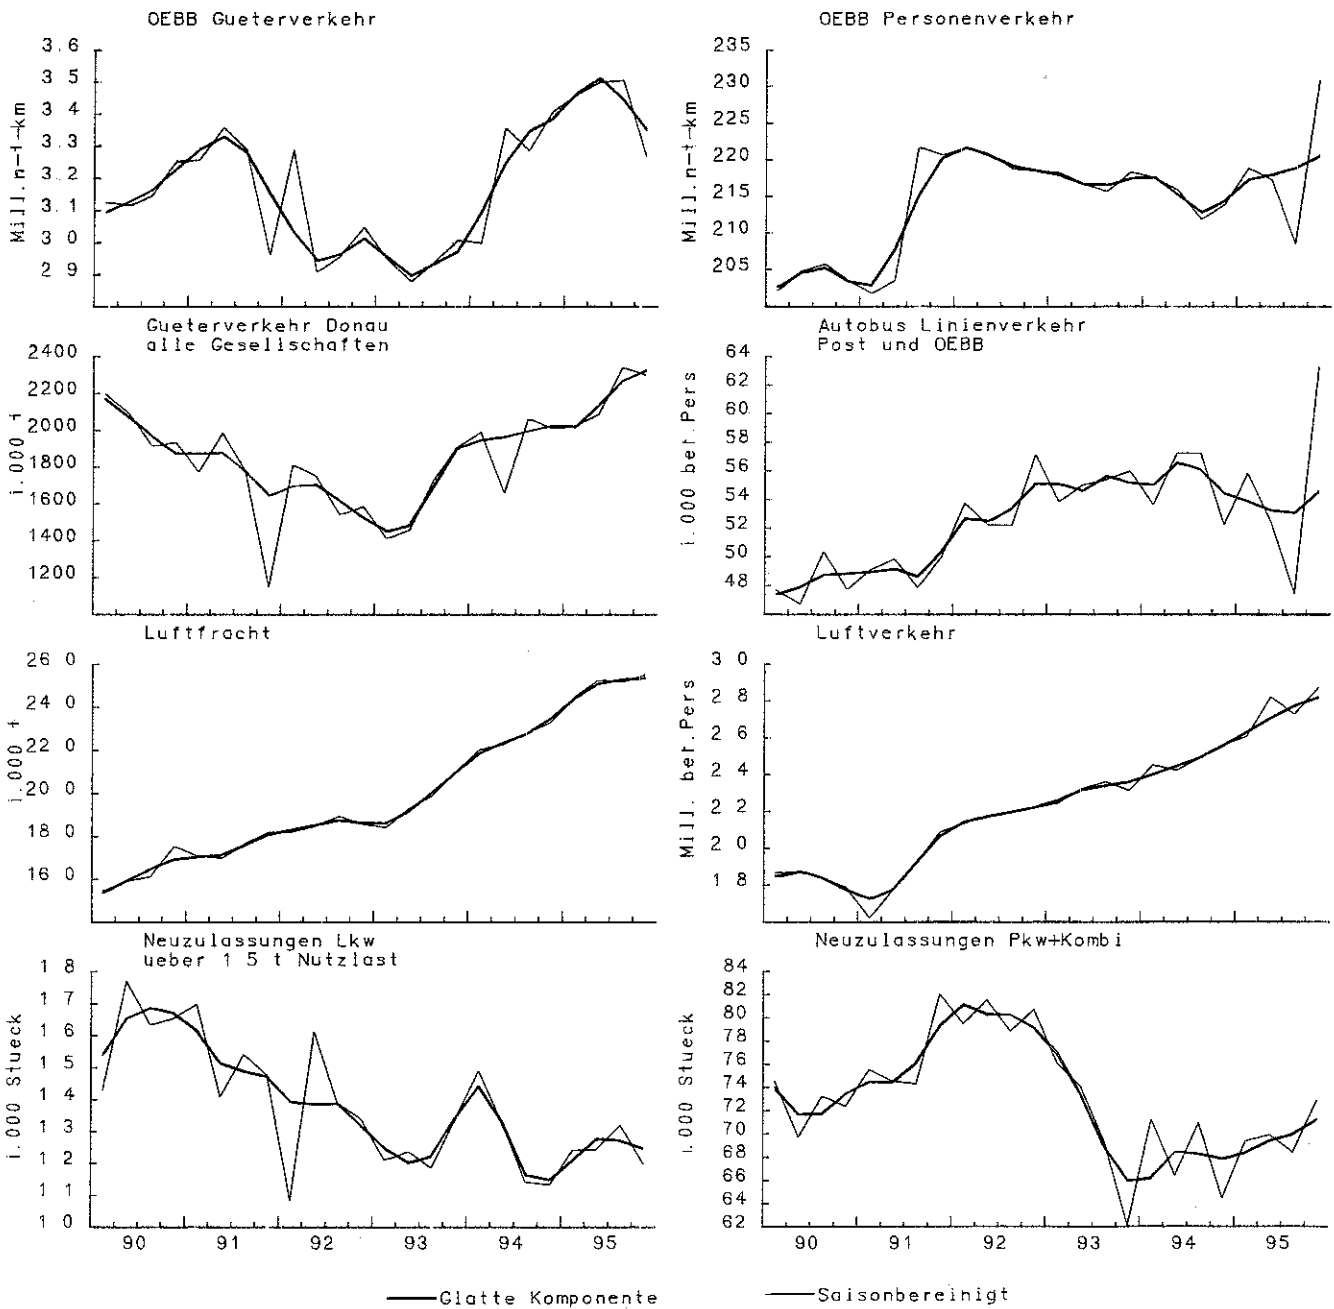 OEBB Gueterverkehr
Mill.n-t-km
3.6
3 5
3 4
3.3
3.2
3.1
3 0
2 9
OEBB Personenverkehr
Mill.n-t-km
235
230
225
220
215
210
205
Gueterverkehr Donau
alle Gesellschaften
i.000 t
2400
2200
2000
1800
1600
1400
1200
Autobus Linienverkehr
Post und OEBB
i.000 bet.Pers
64
62
60
58
56
54
52
50
48
Luftfracht
i.000 t
26 0
24 0
22 0
20 0
18 0
16 0
Luftverkehr
Mill. bet.Pers
3 0
2 8
2 6
2 4
2 2
2 0
1 8
Neuzulassungen Lkw
ueber 1 5 t Nutzlast
i.000 Stueck
1 8
1 7
1 6
1 5
1 4
1 3
1 2
1 1
1 0
90 91 92 93 94 95
Neuzulassungen Pkw+Kombi
i.000 Stueck
84
82
80
78
76
74
72
70
68
66
64
62
90 91 92 93 94 95
Glatte Komponente
Saisonbereinigt